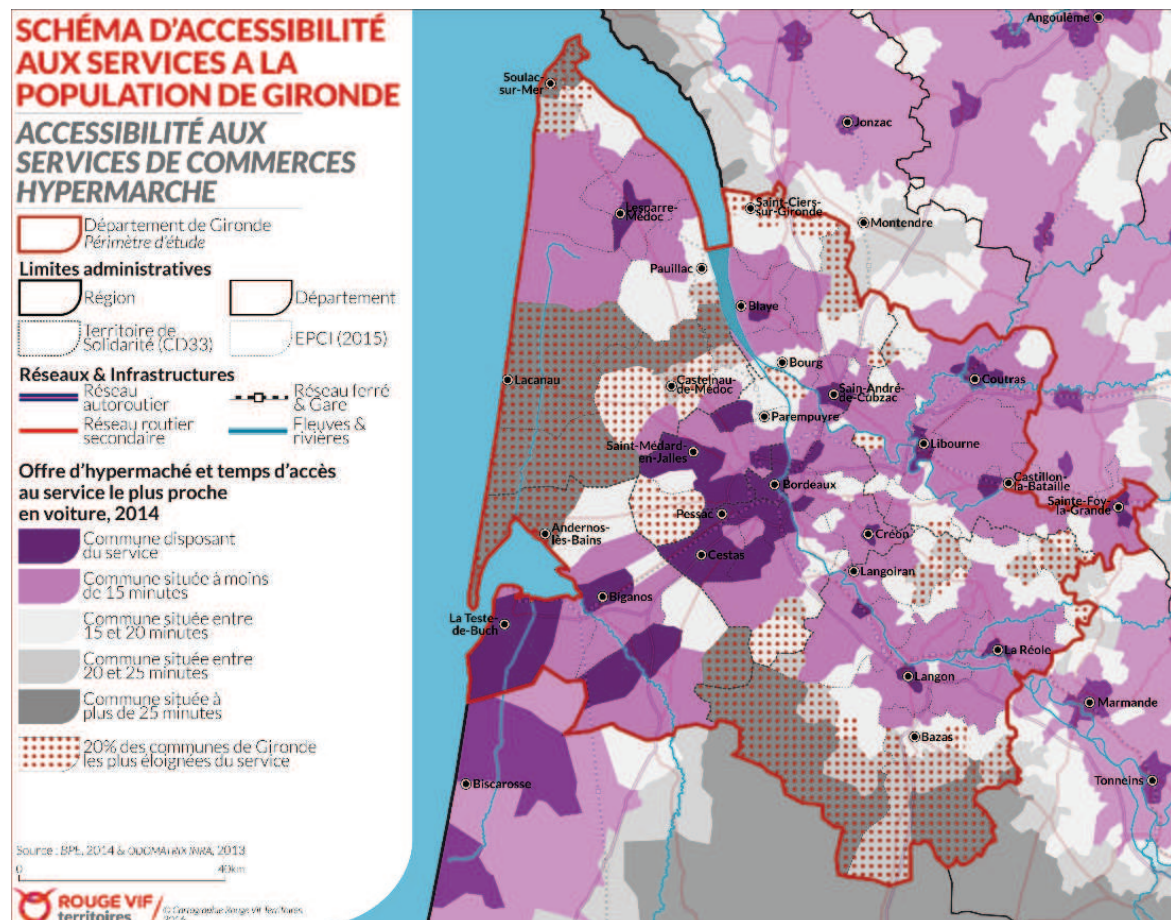 SCHÉMA D'ACCESSIBILITÉ
AUX SERVICES A LA
POPULATION DE GIRONDE
ACCESSIBILITÉ AUX
SERVICES DE COMMERCES
HYPERMARCHE
Département de Gironde
Périmètre d'étude
Limites administratives
Région
Département
Territoire de
Solidarité (CD33)
EPCI (2015)
Réseaux & Infrastructures
Réseau
autoroutier
Réseau ferré
& Gare
Réseau routier
secondaire
Fleuves &
rivières
Offre d'hypermaché et temps d'accès
au service le plus proche
en voiture, 2014
Commune disposant
du service
Commune située à moins
de 15 minutes
Commune située entre
15 et 20 minutes
Commune située entre
20 et 25 minutes
Commune située à
plus de 25 minutes
20% des communes de Gironde
les plus éloignées du service
Source : BPE, 2014 & ODOMATRIX INRA, 2013
0 40km
ROUGE VIF
territoires
© Cartographie Rouge Vif Territoires
2016
Angoulême
Soulac-
sur-Mer
Jonzac
Lesparre-
Médoc
Saint-Ciers-
sur-Gironde
Montendre
Pauillac
Blaye
Bourg
Lacanau
Castelnau-
de-Médoc
Sain-André-
de-Cubzac
Coutras
Parempuyre
Saint-Médard-
en-Jalles
Libourne
Bordeaux
Castillon-
la-Bataille
Sainte-Foy-
la-Grande
Pessac
Andernos-
lès-Bains
Créon
Cestas
Langoiran
Biganos
La Teste-
de-Buch
La Réole
Langon
Marmande
Bazas
Biscarosse
Tonneins